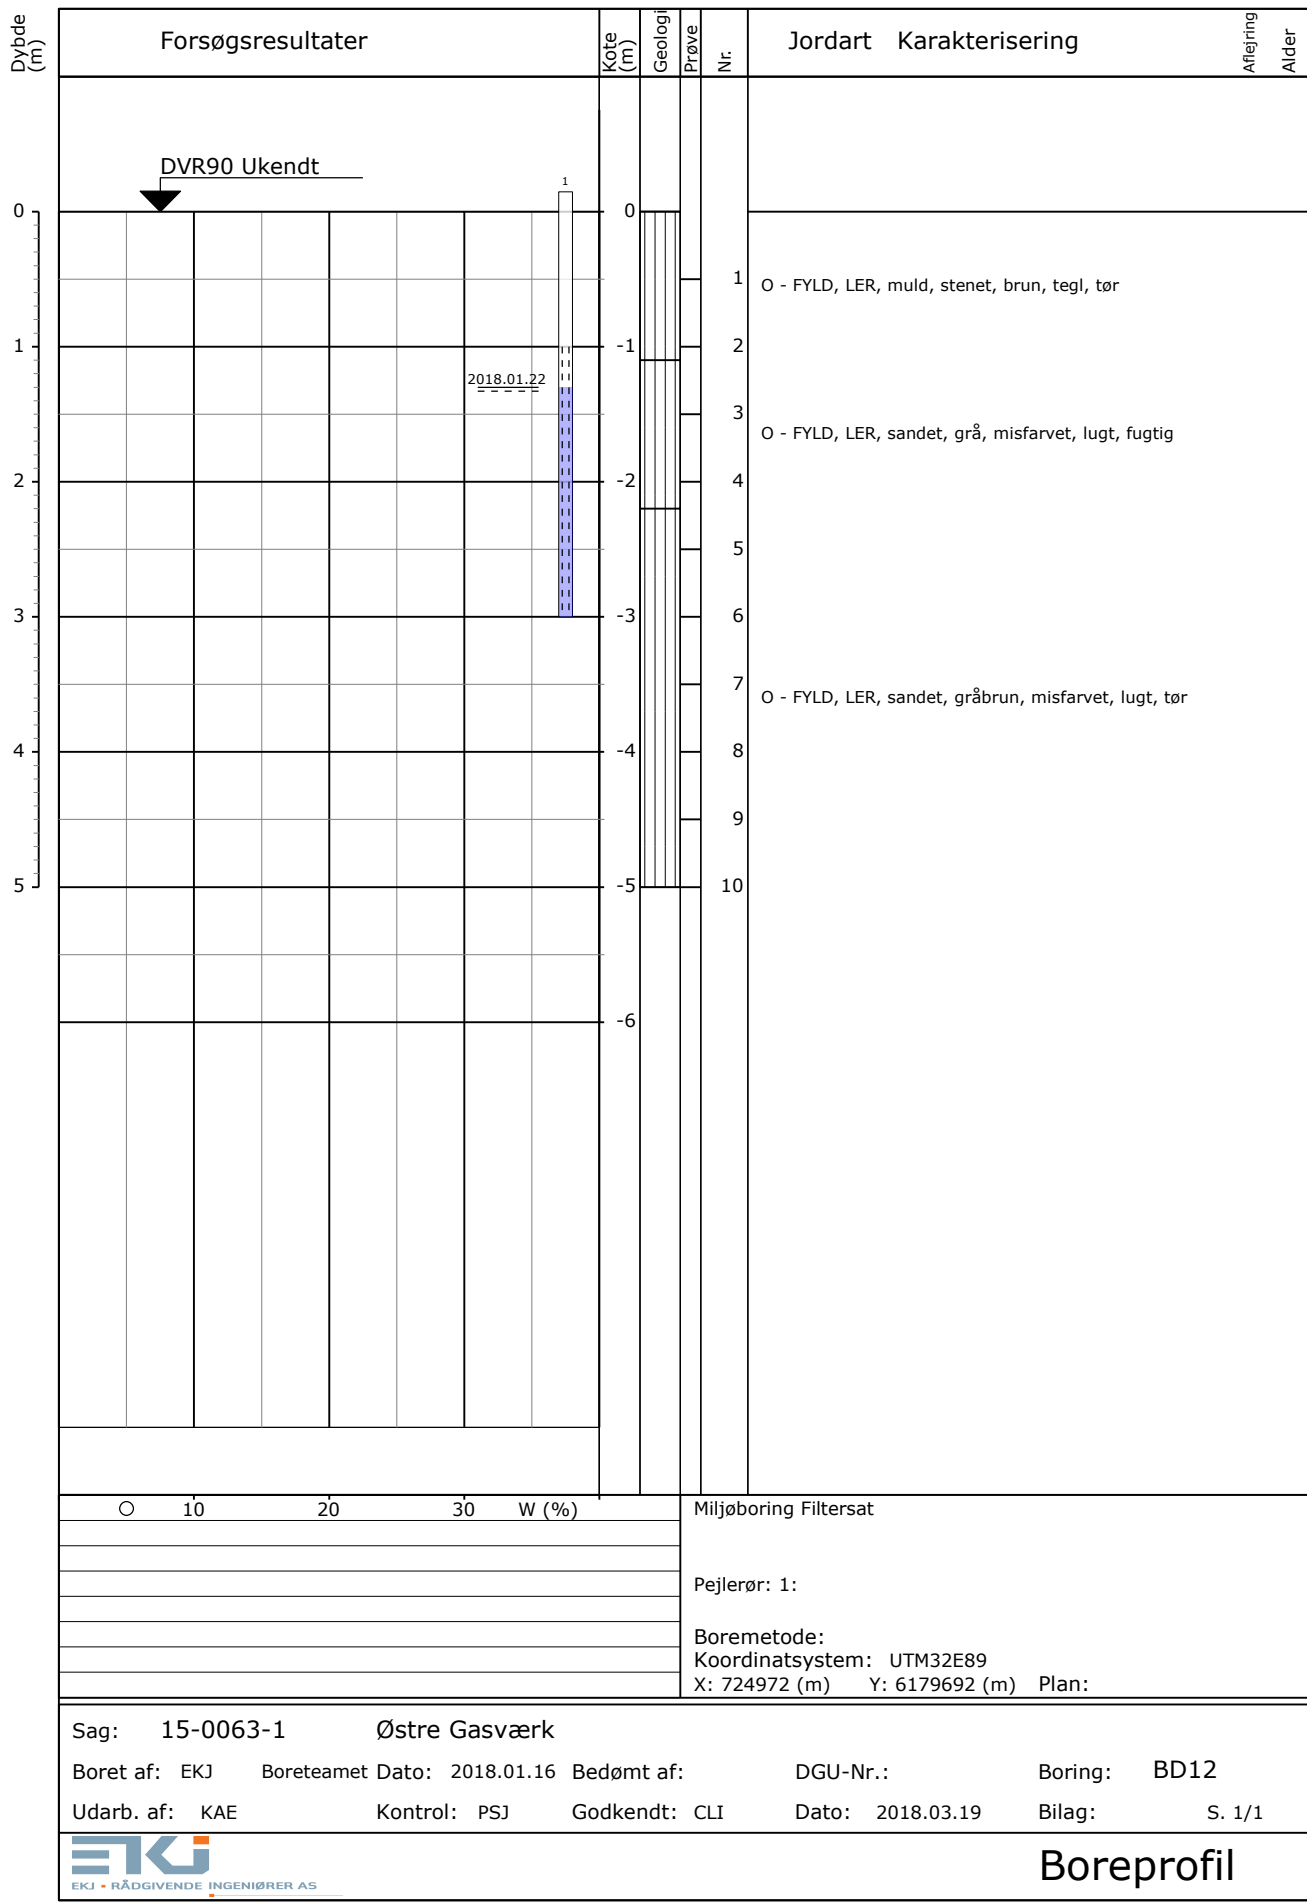 Dybde (m)
Forsøgsresultater
Kote (m)
Geologi
Prøve
Nr.
Jordart Karakterisering
Aflejring
Alder
DVR90 Ukendt
1
0 0
1 O - FYLD, LER, muld, stenet, brun, tegl, tør
1 -1 2
2018.01.22
3 O - FYLD, LER, sandet, grå, misfarvet, lugt, fugtig
2 -2 4
5
3 -3 6
7 O - FYLD, LER, sandet, gråbrun, misfarvet, lugt, tør
4 -4 8
9
5 -5 10
-6
10 20 30 W (%)
Miljøboring Filtersat
Pejlerør: 1:
Boremetode:
Koordinatsystem: UTM32E89
X: 724972 (m) Y: 6179692 (m) Plan:
Sag: 15-0063-1 Østre Gasværk
Boret af: EKJ Boreteamet Dato: 2018.01.16 Bedømt af: DGU-Nr.: Boring: BD12
Udarb. af: KAE Kontrol: PSJ Godkendt: CLI Dato: 2018.03.19 Bilag: S. 1/1
EKJ
EKJ - RÅDGIVENDE INGENIØRER AS
Boreprofil